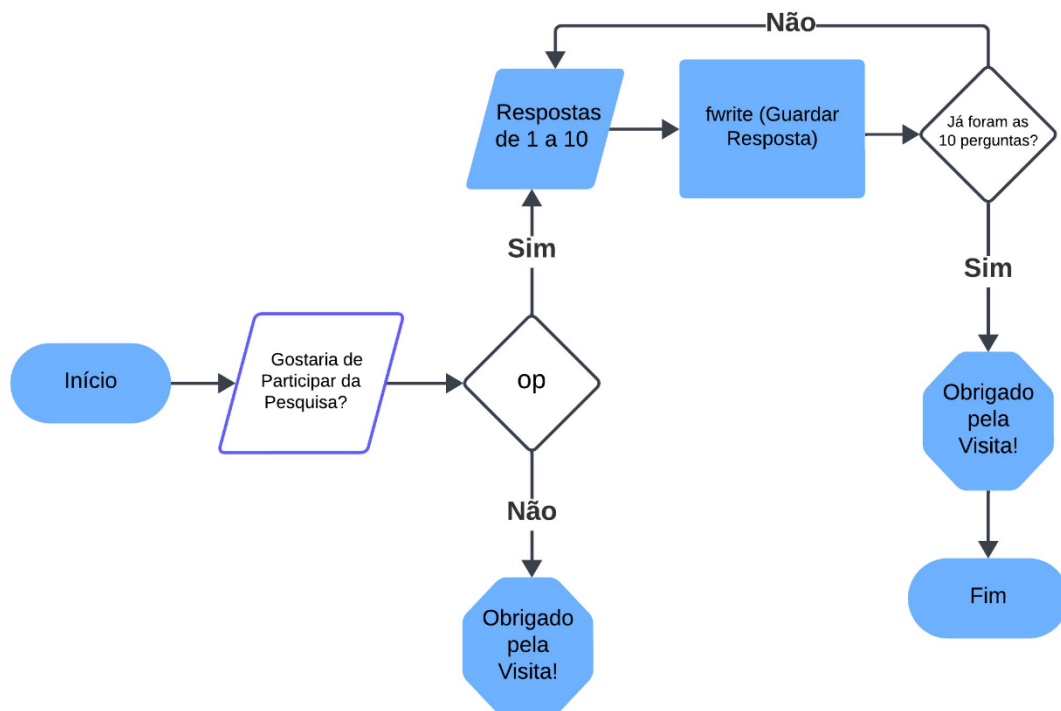 Não
Respostas
de 1 a 10
fwrite (Guardar
Resposta)
Já foram as
10 perguntas?
Sim
Sim
Início
Gostaria de
Participar da
Pesquisa?
op
Obrigado
pela
Visita!
Não
Fim
Obrigado
pela
Visita!